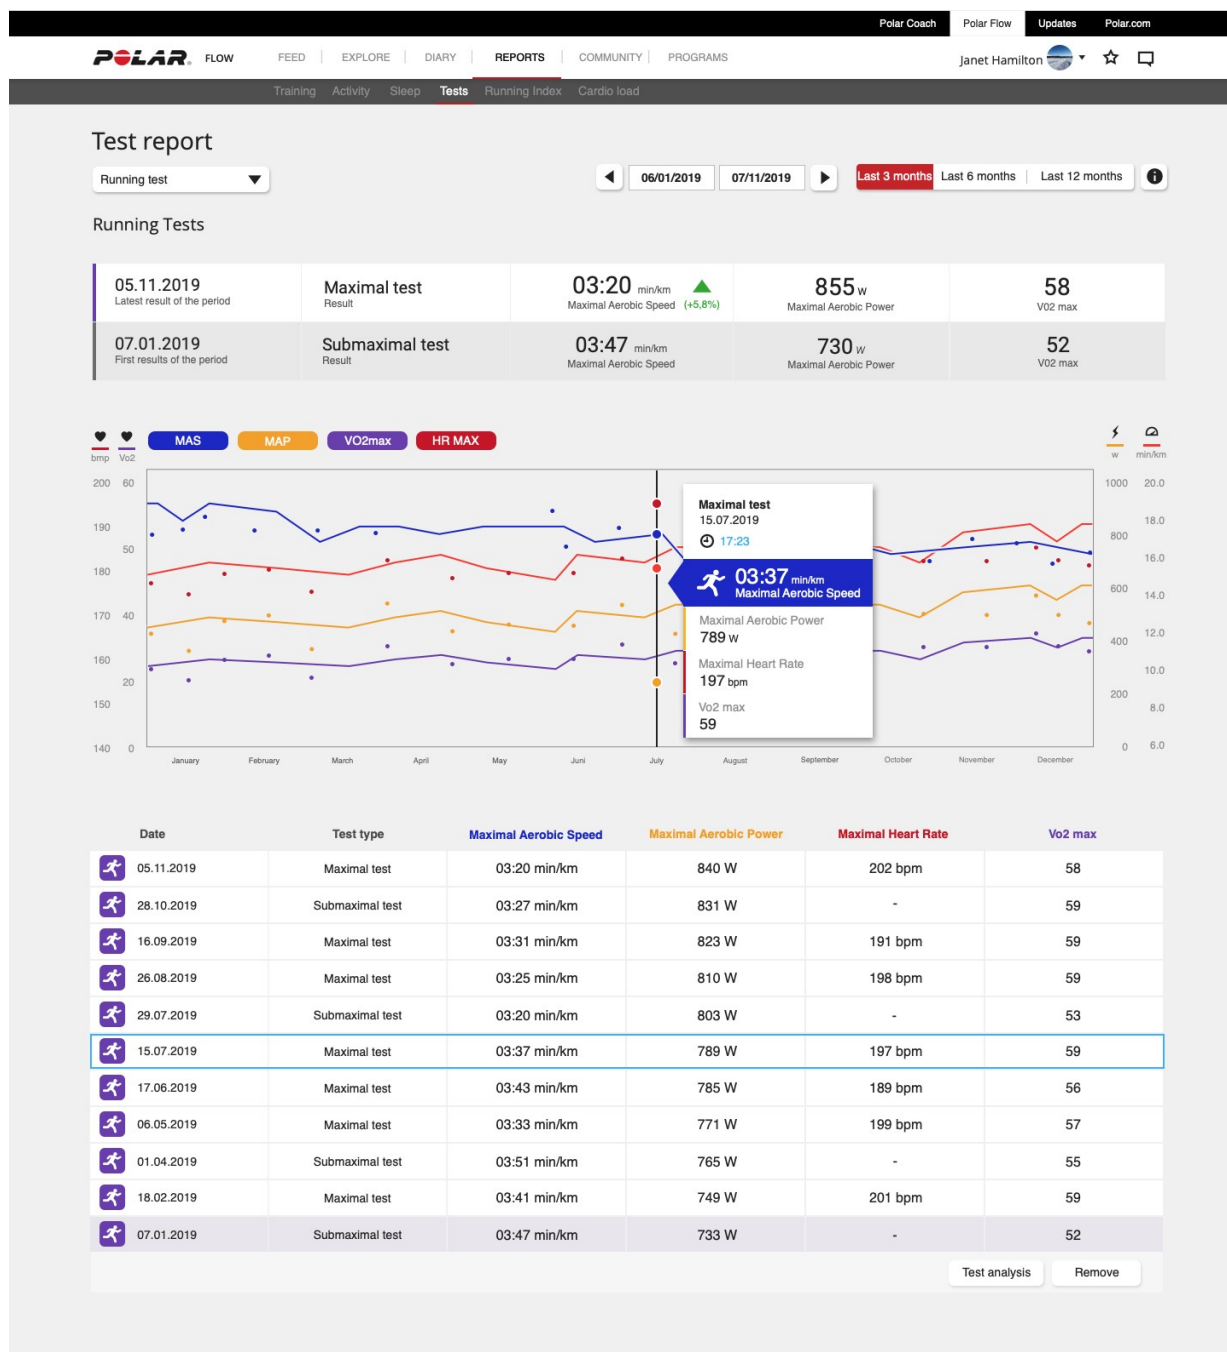 Polar Coach Polar Flow Updates Polar.com
POLAR. FLOW FEED EXPLORE DIARY REPORTS COMMUNITY PROGRAMS Janet Hamilton
Training Activity Sleep Tests Running Index Cardio load
Test report
Running test 06/01/2019 07/11/2019 Last 3 months Last 6 months Last 12 months
Running Tests
05.11.2019 Maximal test 03:20 min/km 855 w 58
Latest result of the period Result Maximal Aerobic Speed (+5,8%) Maximal Aerobic Power V02 max
07.01.2019 Submaximal test 03:47 min/km 730 w 52
First results of the period Result Maximal Aerobic Speed Maximal Aerobic Power V02 max
MAS MAP VO2max HR MAX
bmp Vo2 w min/km
200 60 1000 20.0
190 18.0
50 800
180 16.0
600 14.0
170 40
400 12.0
160 10.0
20 200
150 8.0
140 0 0 6.0
Maximal test
15.07.2019
17:23
03:37 min/km
Maximal Aerobic Speed
Maximal Aerobic Power
789 w
Maximal Heart Rate
197 bpm
Vo2 max
59
January February March April May Juni July August September October November December
Date Test type Maximal Aerobic Speed Maximal Aerobic Power Maximal Heart Rate Vo2 max
05.11.2019 Maximal test 03:20 min/km 840 W 202 bpm 58
28.10.2019 Submaximal test 03:27 min/km 831 W - 59
16.09.2019 Maximal test 03:31 min/km 823 W 191 bpm 59
26.08.2019 Maximal test 03:25 min/km 810 W 198 bpm 59
29.07.2019 Submaximal test 03:20 min/km 803 W - 53
15.07.2019 Maximal test 03:37 min/km 789 W 197 bpm 59
17.06.2019 Maximal test 03:43 min/km 785 W 189 bpm 56
06.05.2019 Maximal test 03:33 min/km 771 W 199 bpm 57
01.04.2019 Submaximal test 03:51 min/km 765 W - 55
18.02.2019 Maximal test 03:41 min/km 749 W 201 bpm 59
07.01.2019 Submaximal test 03:47 min/km 733 W - 52
Test analysis Remove